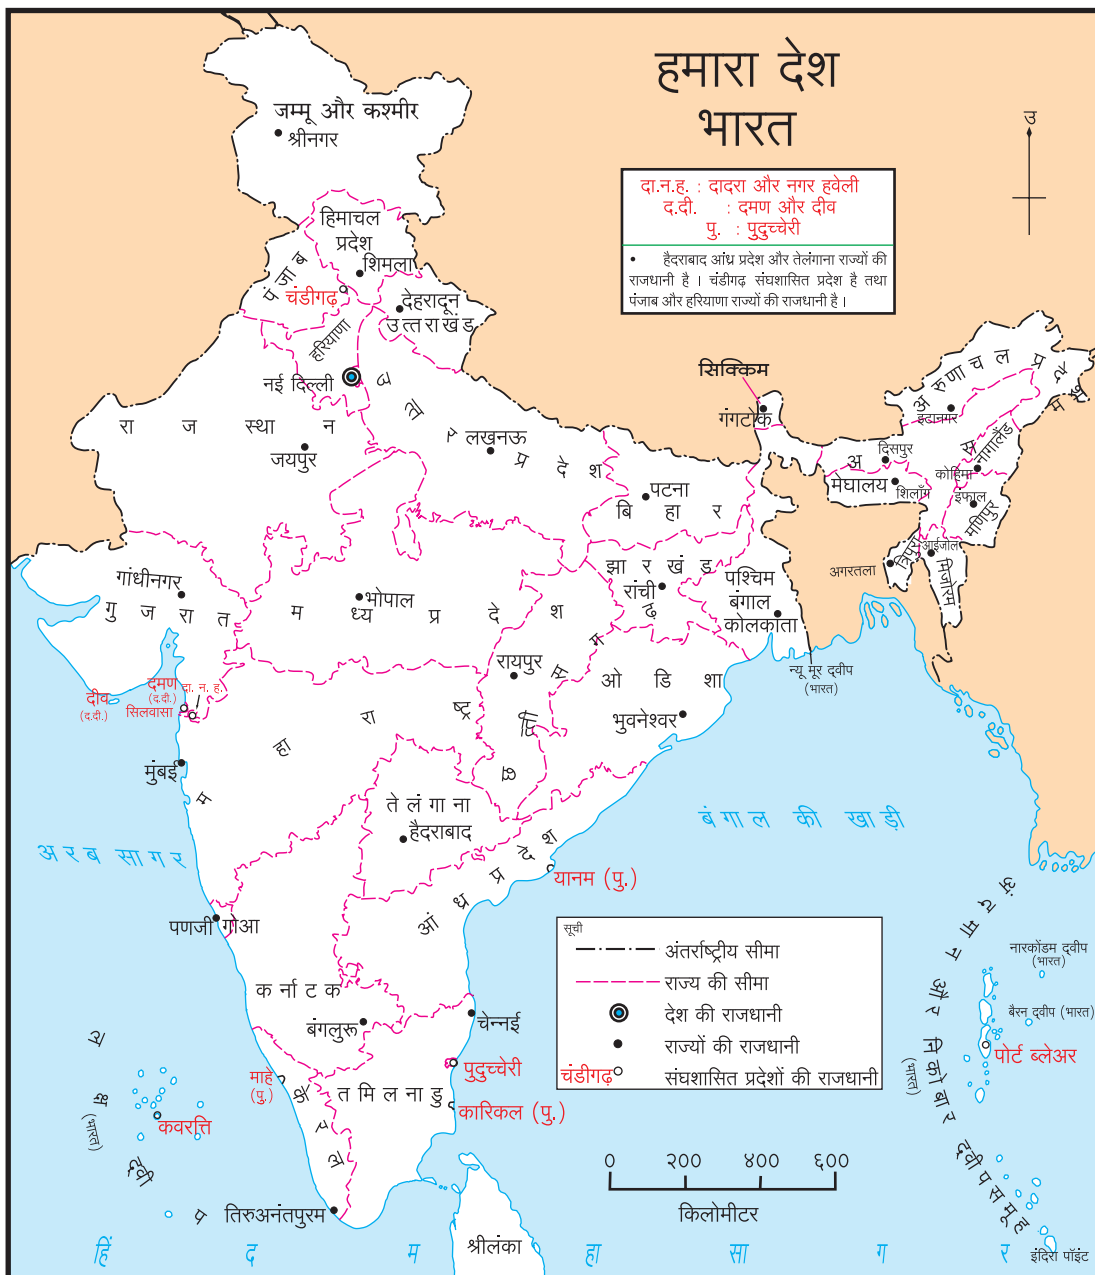 हमारा देश
भारत
उ
दा.न.ह. : दादरा और नगर हवेली
द.दी. : दमण और दीव
पु. : पुदुच्चेरी
• हैदराबाद आंध्र प्रदेश और तेलंगाना राज्यों की
राजधानी है । चंडीगढ़ संघशासित प्रदेश है तथा
पंजाब और हरियाणा राज्यों की राजधानी है ।
जम्मू और कश्मीर
श्रीनगर
हिमाचल
प्रदेश
शिमला
पंजाब
चंडीगढ़
देहरादून
उत्तराखंड
हरियाणा
नई दिल्ली
राजस्थान
जयपुर
उत्तर प्रदेश
लखनऊ
सिक्किम
गंगटोक
अरुणाचल प्रदेश
इटानगर
असम
दिसपुर
नागालैंड
कोहिमा
मेघालय
शिलाँग
इंफाल
मणिपुर
त्रिपुरा
अगरतला
आईजोल
मिजोरम
पटना
बिहार
झारखंड
रांची
पश्चिम
बंगाल
कोलकाता
न्यू मूर द्वीप
(भारत)
गांधीनगर
गुजरात
भोपाल
मध्य प्रदेश
रायपुर
छत्तीसगढ़
ओडिशा
भुवनेश्वर
दीव
(द.दी.)
दमण
(द.दी.)
दा. न. ह.
सिलवासा
महाराष्ट्र
मुंबई
तेलंगाना
हैदराबाद
बंगाल की खाड़ी
अरब सागर
आंध्र प्रदेश
यानम (पु.)
पणजी गोआ
कर्नाटक
बंगलुरू
चेन्नई
माहे
(पु.)
केरल
पुदुच्चेरी
तमिलनाडु
कारिकल (पु.)
तिरुअनंतपुरम
लक्षद्वीप
(भारत)
कवरत्ति
सूची
अंतर्राष्ट्रीय सीमा
राज्य की सीमा
देश की राजधानी
राज्यों की राजधानी
चंडीगढ़ संघशासित प्रदेशों की राजधानी
अंदमान और निकोबार द्वीपसमूह
(भारत)
नारकोंडम द्वीप
(भारत)
बैरन द्वीप (भारत)
पोर्ट ब्लेअर
इंदिरा पॉइंट
० २०० ४०० ६००
किलोमीटर
श्रीलंका
हिंद महासागर